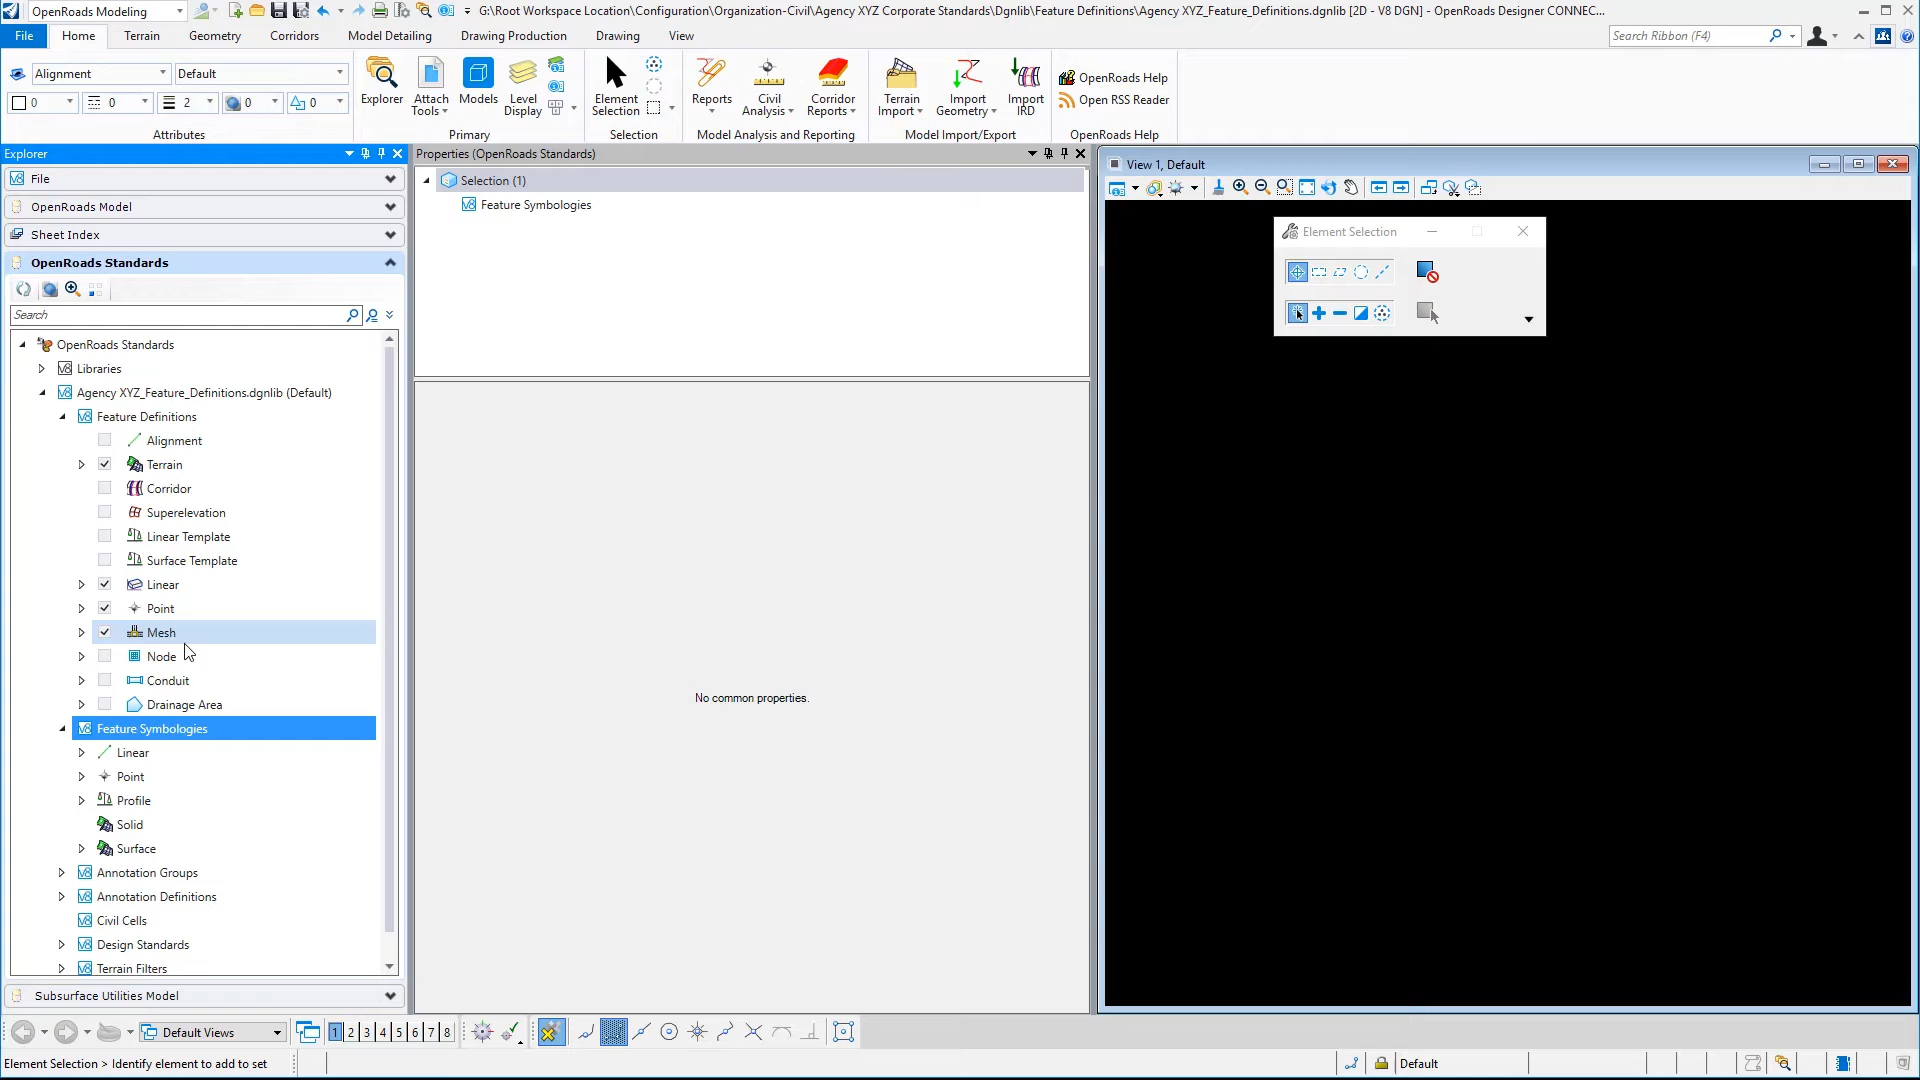 OpenRoads Modeling
G:\Root Workspace Location\Configuration\Organization-Civil\Agency XYZ Corporate Standards\Dgnlib\Feature Definitions\Agency XYZ_Feature_Definitions.dgnlib [2D - V8 DGN] - OpenRoads Designer CONNEC...
File Home Terrain Geometry Corridors Model Detailing Drawing Production Drawing View Search Ribbon (F4)
Alignment Default
0 0 2 0 0
Attributes
Explorer Attach Tools Models Level Display
Primary
Element Selection
Selection
Reports Civil Analysis Corridor Reports
Model Analysis and Reporting
Terrain Import Import Geometry Import IRD
Model Import/Export
OpenRoads Help
Open RSS Reader
OpenRoads Help
Explorer
File
OpenRoads Model
Sheet Index
OpenRoads Standards
Search
OpenRoads Standards
Libraries
Agency XYZ_Feature_Definitions.dgnlib (Default)
Feature Definitions
Alignment
Terrain
Corridor
Superelevation
Linear Template
Surface Template
Linear
Point
Mesh
Node
Conduit
Drainage Area
Feature Symbologies
Linear
Point
Profile
Solid
Surface
Annotation Groups
Annotation Definitions
Civil Cells
Design Standards
Terrain Filters
Subsurface Utilities Model
Properties (OpenRoads Standards)
Selection (1)
Feature Symbologies
No common properties.
View 1, Default
Element Selection
Default Views 1 2 3 4 5 6 7 8
Element Selection > Identify element to add to set
Default